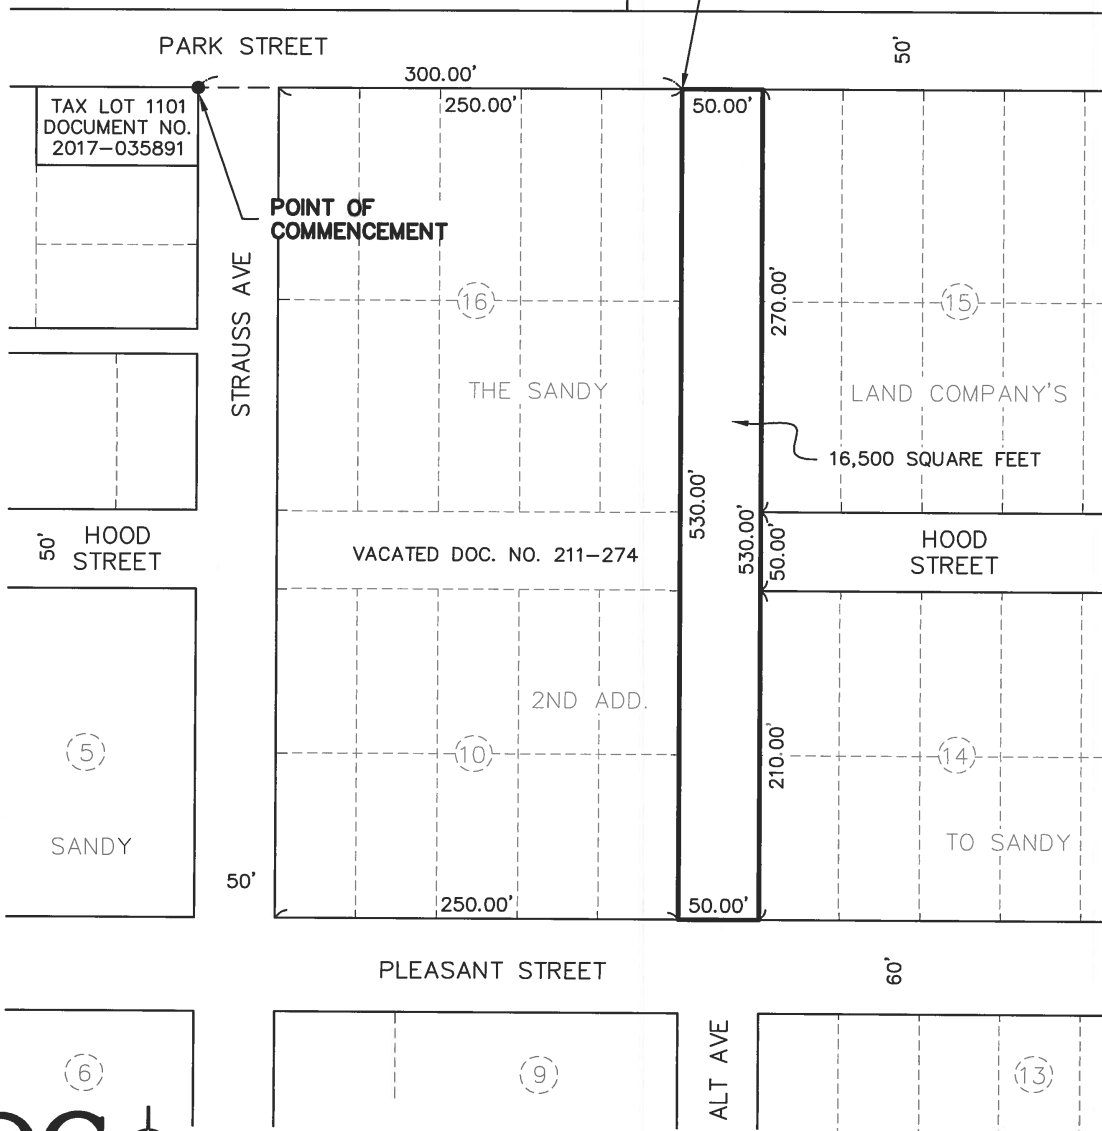 PARK STREET
50'
300.00'
TAX LOT 1101
DOCUMENT NO.
2017-035891
250.00'
50.00'
POINT OF
COMMENCEMENT
STRAUSS AVE
16
270.00'
15
THE SANDY
LAND COMPANY'S
16,500 SQUARE FEET
530.00'
530.00'
50.00'
50'
HOOD
STREET
VACATED DOC. NO. 211-274
HOOD
STREET
2ND ADD.
5
10
210.00'
14
SANDY
TO SANDY
50'
250.00'
50.00'
PLEASANT STREET
60'
ALT AVE
6
9
13